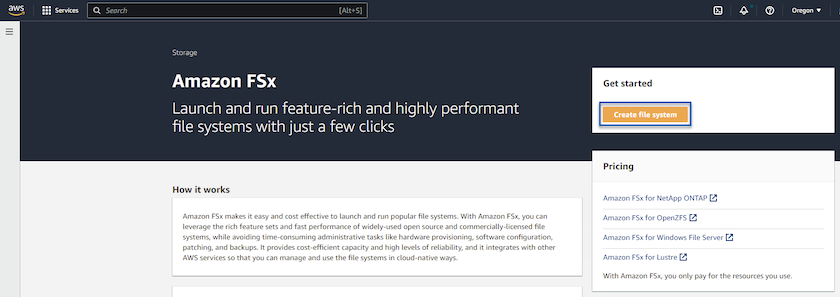 aws
Services
Search
[Alt+S]
Oregon
Storage
Amazon FSx
Launch and run feature-rich and highly performant
file systems with just a few clicks
Get started
Create file system
Pricing
Amazon FSx for NetApp ONTAP
Amazon FSx for OpenZFS
Amazon FSx for Windows File Server
Amazon FSx for Lustre
With Amazon FSx, you only pay for the resources you use.
How it works
Amazon FSx makes it easy and cost effective to launch and run popular file systems. With Amazon FSx, you can
leverage the rich feature sets and fast performance of widely-used open source and commercially-licensed file
systems, while avoiding time-consuming administrative tasks like hardware provisioning, software configuration,
patching, and backups. It provides cost-efficient capacity and high levels of reliability, and it integrates with other
AWS services so that you can manage and use the file systems in cloud-native ways.